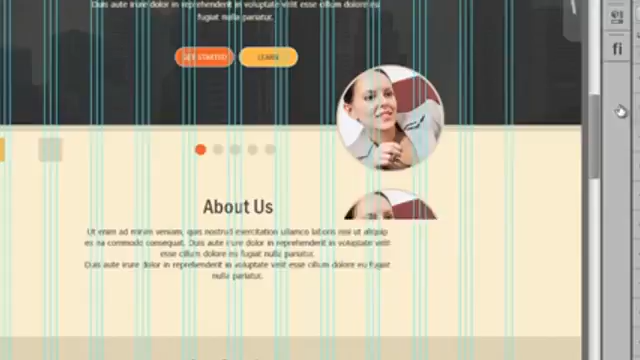 Duis aute irure dolor in reprehenderit in voluptate velit esse cillum dolore eu
fugiat nulla pariatur.
GET STARTED
LEARN
fi
About Us
Ut enim ad minim veniam, quis nostrud exercitation ullamco laboris nisi ut aliquip
ex ea commodo consequat. Duis aute irure dolor in reprehenderit in voluptate velit
esse cillum dolore eu fugiat nulla pariatur.
Duis aute irure dolor in reprehenderit in voluptate velit esse cillum dolore eu fugiat
nulla pariatur.